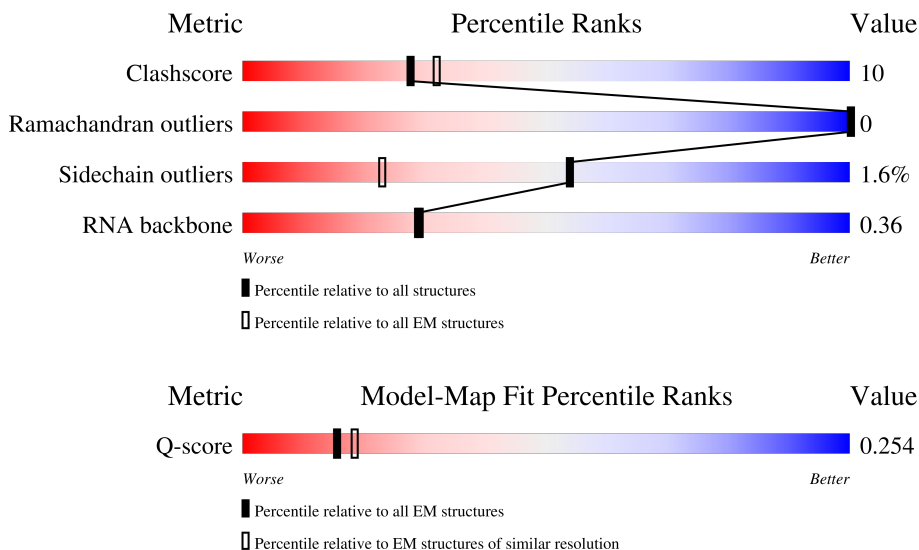 Metric Percentile Ranks Value
Clashscore 10
Ramachandran outliers 0
Sidechain outliers 1.6%
RNA backbone 0.36
Worse Better
Percentile relative to all structures
Percentile relative to all EM structures
Metric Model-Map Fit Percentile Ranks Value
Q-score 0.254
Worse Better
Percentile relative to all EM structures
Percentile relative to EM structures of similar resolution